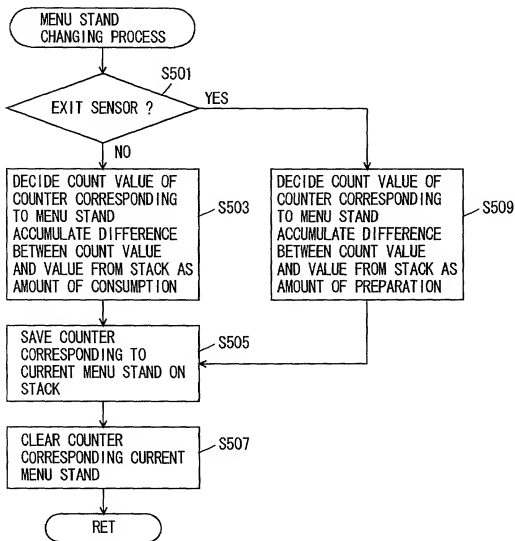 MENU STAND
CHANGING PROCESS
S501
EXIT SENSOR ?
YES
NO
DECIDE COUNT VALUE OF
COUNTER CORRESPONDING
TO MENU STAND
ACCUMULATE DIFFERENCE
BETWEEN COUNT VALUE
AND VALUE FROM STACK AS
AMOUNT OF CONSUMPTION
S503
DECIDE COUNT VALUE OF
COUNTER CORRESPONDING
TO MENU STAND
ACCUMULATE DIFFERENCE
BETWEEN COUNT VALUE
AND VALUE FROM STACK AS
AMOUNT OF PREPARATION
S509
SAVE COUNTER
CORRESPONDING TO
CURRENT MENU STAND ON
STACK
S505
CLEAR COUNTER
CORRESPONDING CURRENT
MENU STAND
S507
RET